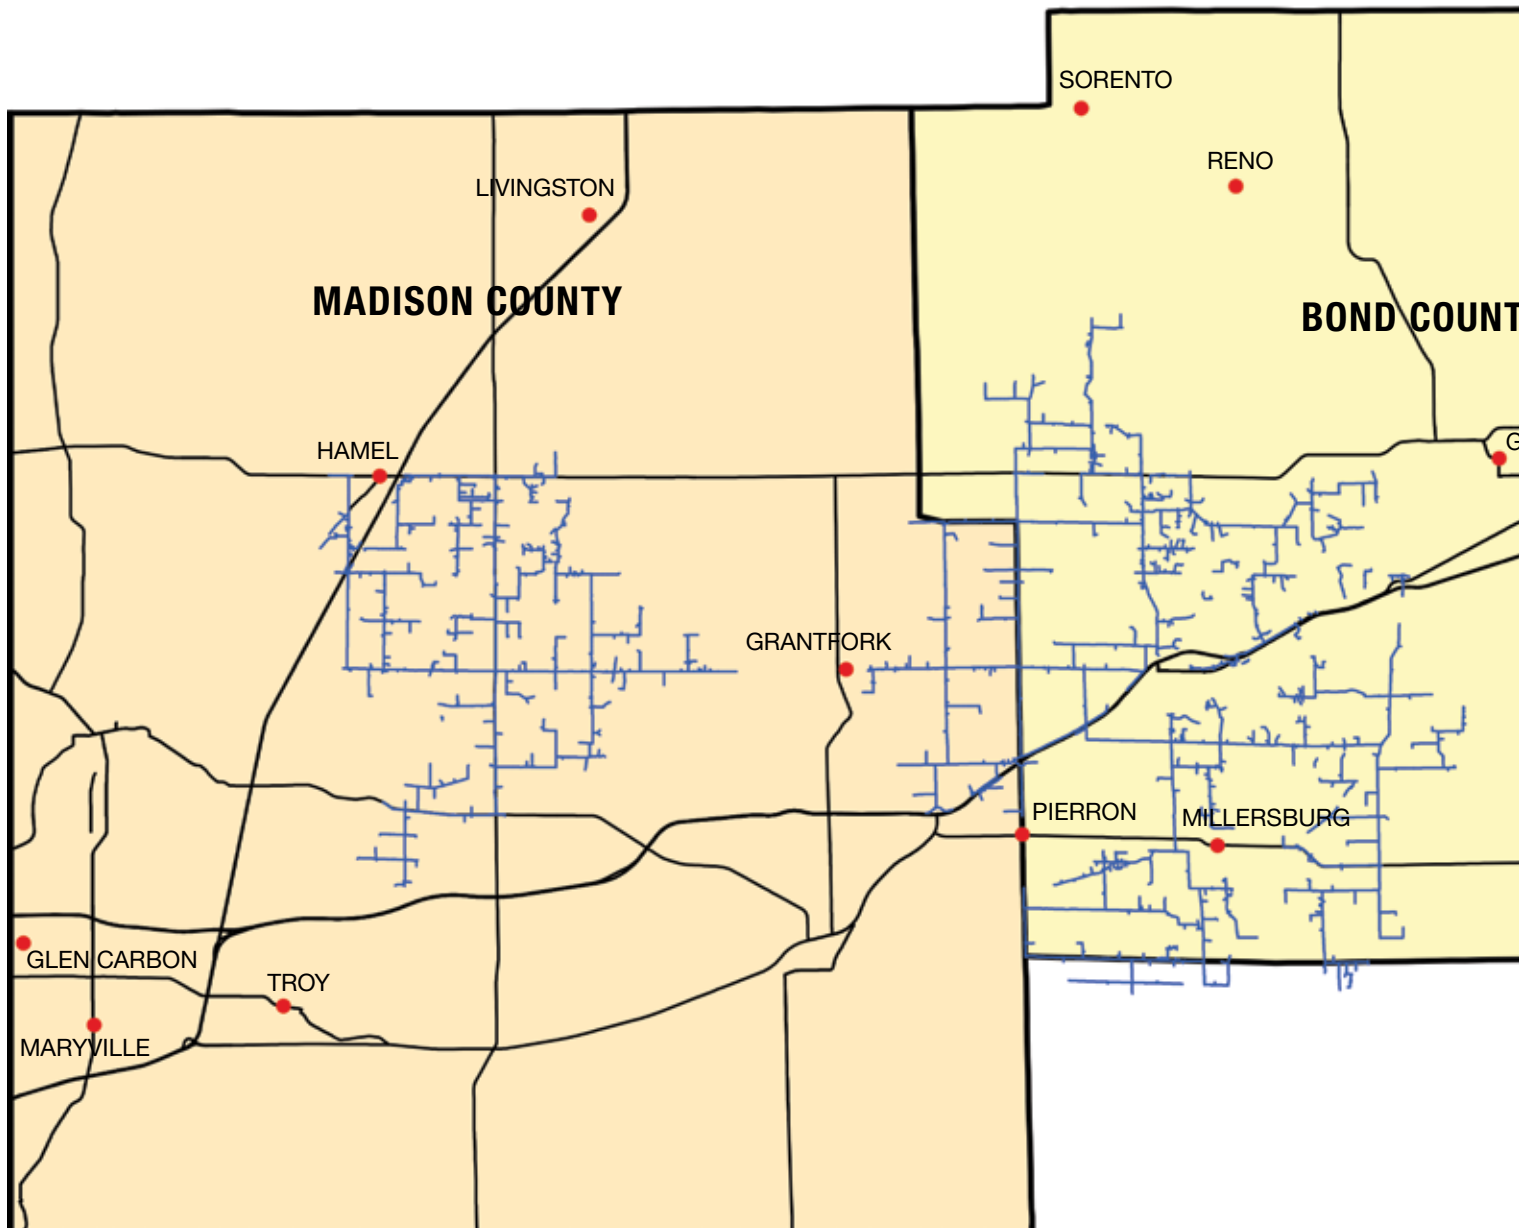 SORENTO
RENO
LIVINGSTON
MADISON COUNTY
BOND COUNT
HAMEL
G
GRANTFORK
PIERRON
MILLERSBURG
GLEN CARBON
TROY
MARYVILLE